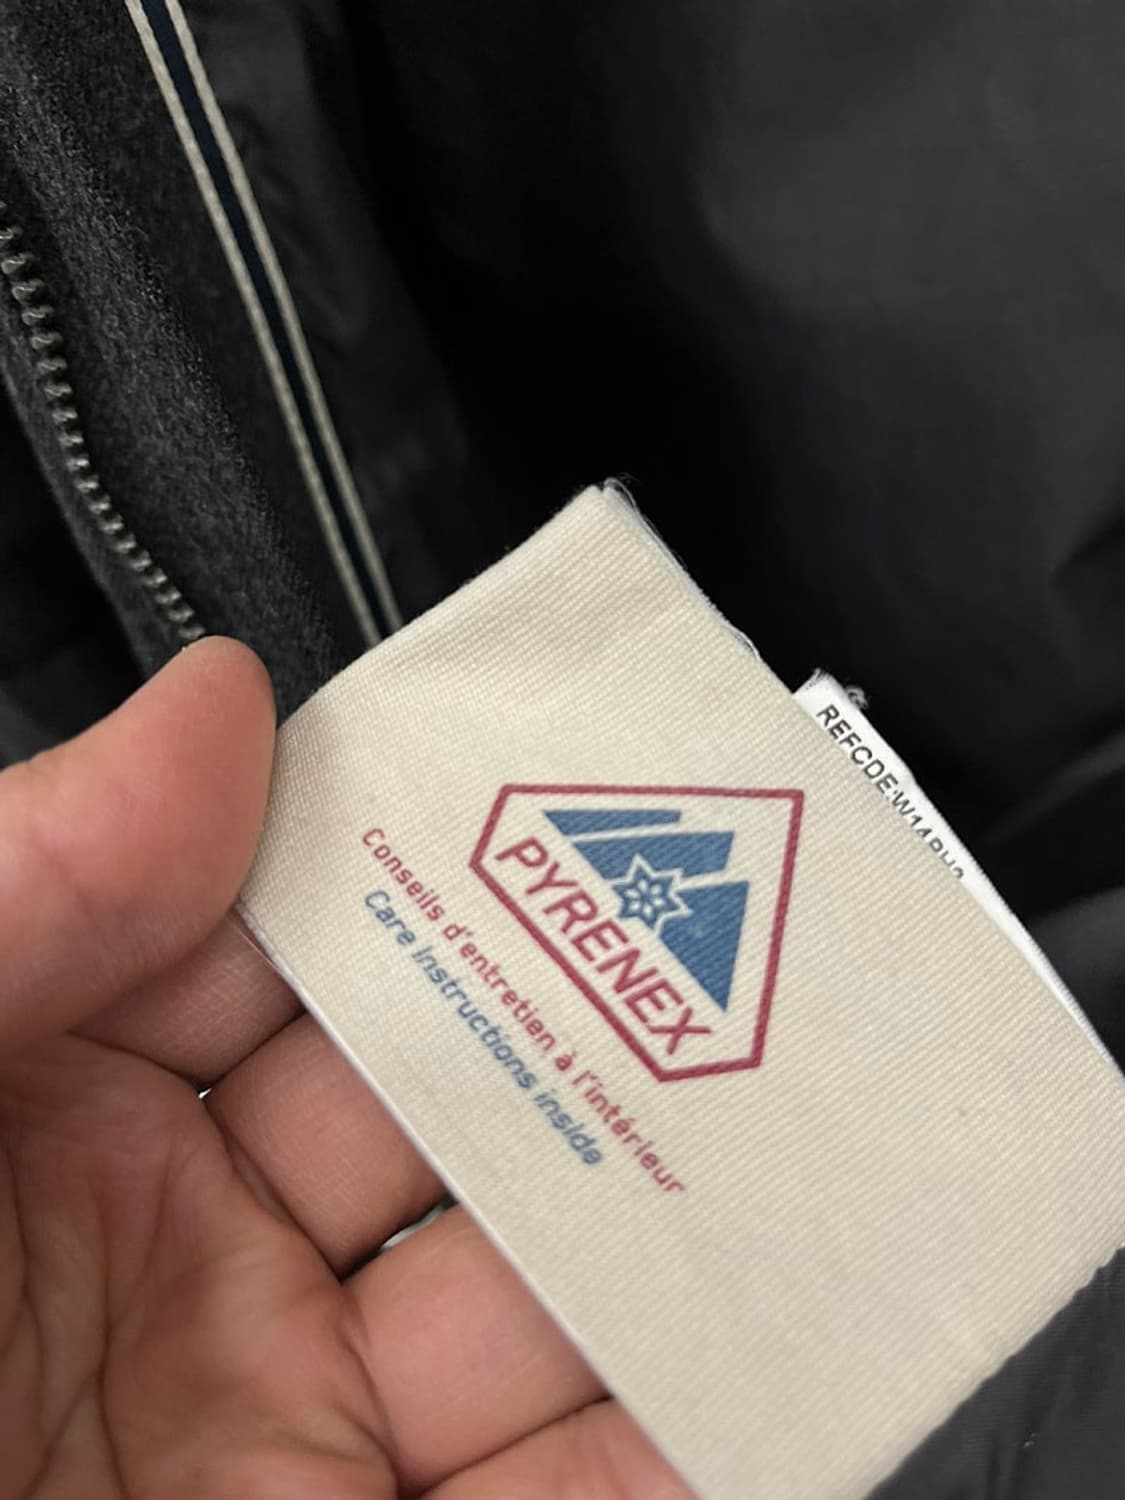 PYRENEX
Conseils d'entretien à l'intérieur
Care Instructions inside